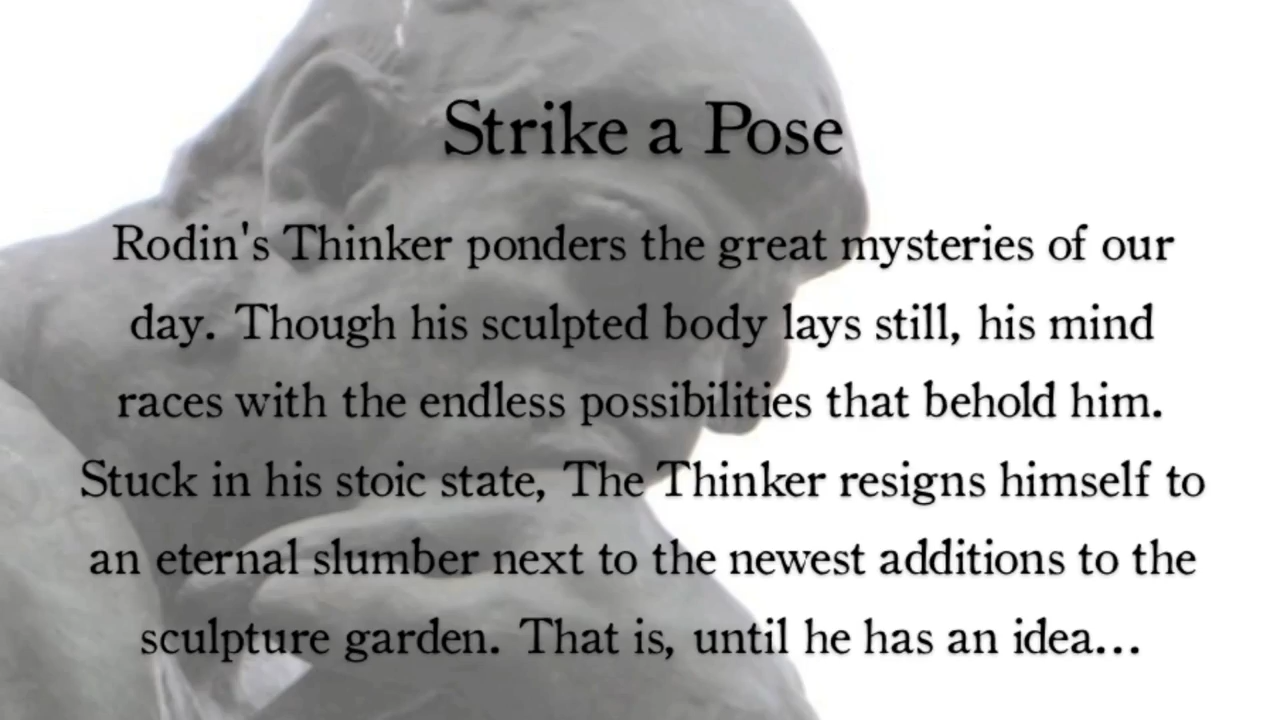 Strike a Pose
Rodin's Thinker ponders the great mysteries of our
day. Though his sculpted body lays still, his mind
races with the endless possibilities that behold him.
Stuck in his stoic state, The Thinker resigns himself to
an eternal slumber next to the newest additions to the
sculpture garden. That is, until he has an idea...